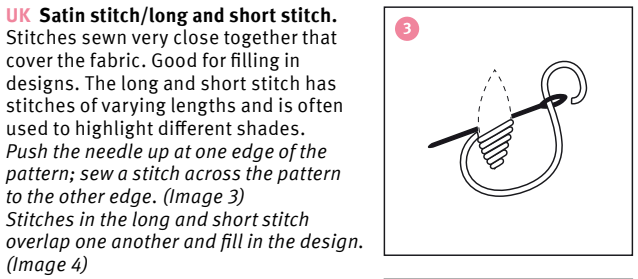 UK Satin stitch/long and short stitch.
Stitches sewn very close together that
cover the fabric. Good for filling in
designs. The long and short stitch has
stitches of varying lengths and is often
used to highlight different shades.
Push the needle up at one edge of the
pattern; sew a stitch across the pattern
to the other edge. (Image 3)
Stitches in the long and short stitch
overlap one another and fill in the design.
(Image 4)
3